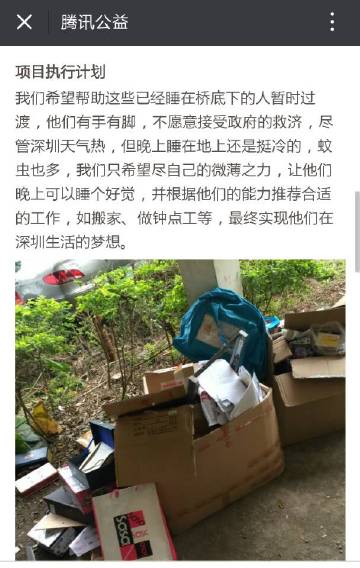 腾讯公益
项目执行计划
我们希望帮助这些已经睡在桥底下的人暂时过
渡，他们有手有脚，不愿意接受政府的救济，尽
管深圳天气热，但晚上睡在地上还是挺冷的，蚊
虫也多，我们只希望尽自己的微薄之力，让他们
晚上可以睡个好觉，并根据他们的能力推荐合适
的工作，如搬家、做钟点工等，最终实现他们在
深圳生活的梦想。